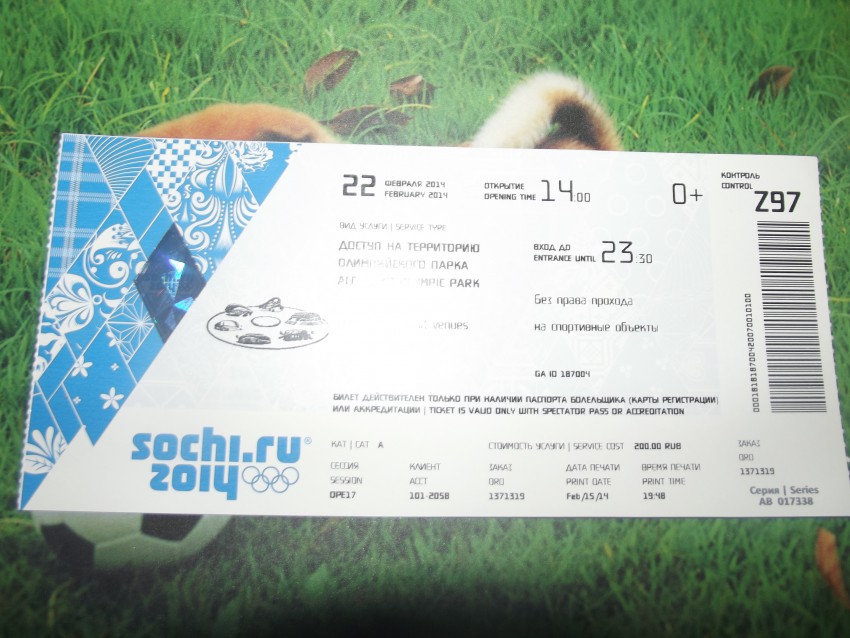 22 ФЕВРАЛЯ 2014
FEBRUARY 2014
ОТКРЫТИЕ
OPENING TIME 14:00
0+
КОНТРОЛЬ
CONTROL
Z97
ВИД УСЛУГИ | SERVICE TYPE
ДОСТУП НА ТЕРРИТОРИЮ
ОЛИМПИЙСКОГО ПАРКА
PARK
ВХОД ДО
ENTRANCE UNTIL 23:30
Без права прохода
на спортивные объекты
venues
GA ID 187004
000181818700420070010100
БИЛЕТ ДЕЙСТВИТЕЛЕН ТОЛЬКО ПРИ НАЛИЧИИ ПАСПОРТА БОЛЕЛЬЩИКА (КАРТЫ РЕГИСТРАЦИИ)
ИЛИ АККРЕДИТАЦИИ | TICKET IS VALID ONLY WITH SPECTATOR PASS OR ACCREDITATION
sochi.ru®
2014
КАТ | CAT A
СТОИМОСТЬ УСЛУГИ | SERVICE COST 200.00 RUB
СЕССИЯ
SESSION
OPE17
КЛИЕНТ
ACCT
101-2058
ЗАКАЗ
ORD
1371319
ДАТА ПЕЧАТИ
PRINT DATE
Feb/15/14
ВРЕМЯ ПЕЧАТИ
PRINT TIME
19:48
ЗАКАЗ
ORD
1371319
Серия | Series
AB 017338